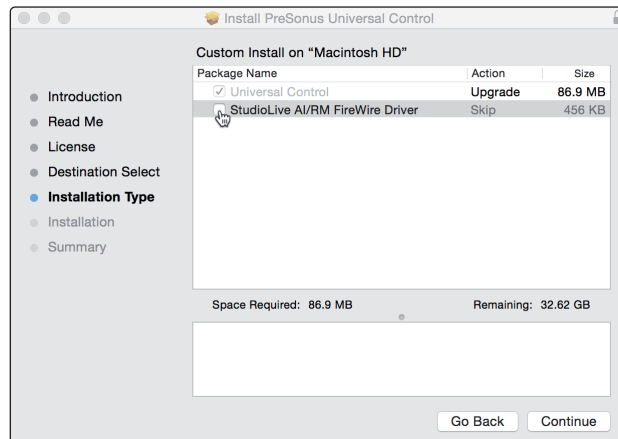 Install PreSonus Universal Control
Custom Install on “Macintosh HD”
Package Name Action Size
Universal Control Upgrade 86.9 MB
StudioLive AI/RM FireWire Driver Skip 456 KB
Introduction
Read Me
License
Destination Select
Installation Type
Installation
Summary
Space Required: 86.9 MB Remaining: 32.62 GB
Go Back Continue